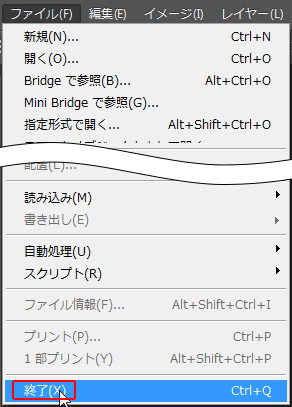 ファイル(F) 編集(E) イメージ(I) レイヤー(L)
新規(N)... Ctrl+N
開く(O)... Ctrl+O
Bridge で参照(B)... Alt+Ctrl+O
Mini Bridge で参照(G)...
指定形式で開く... Alt+Shift+Ctrl+O
配置(L)...
読み込み(M)
書き出し(E)
自動処理(U)
スクリプト(R)
ファイル情報(F)... Alt+Shift+Ctrl+I
プリント(P)... Ctrl+P
1 部プリント(Y) Alt+Shift+Ctrl+P
終了(X) Ctrl+Q